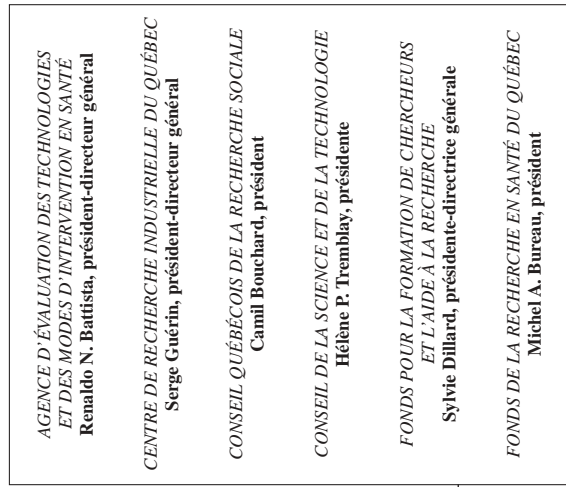 AGENCE D'ÉVALUATION DES TECHNOLOGIES
ET DES MODES D'INTERVENTION EN SANTÉ
Renaldo N. Battista, président-directeur général
CENTRE DE RECHERCHE INDUSTRIELLE DU QUÉBEC
Serge Guérin, président-directeur général
CONSEIL QUÉBÉCOIS DE LA RECHERCHE SOCIALE
Camil Bouchard, président
CONSEIL DE LA SCIENCE ET DE LA TECHNOLOGIE
Hélène P. Tremblay, présidente
FONDS POUR LA FORMATION DE CHERCHEURS
ET L'AIDE À LA RECHERCHE
Sylvie Dillard, présidente-directrice générale
FONDS DE LA RECHERCHE EN SANTÉ DU QUÉBEC
Michel A. Bureau, président